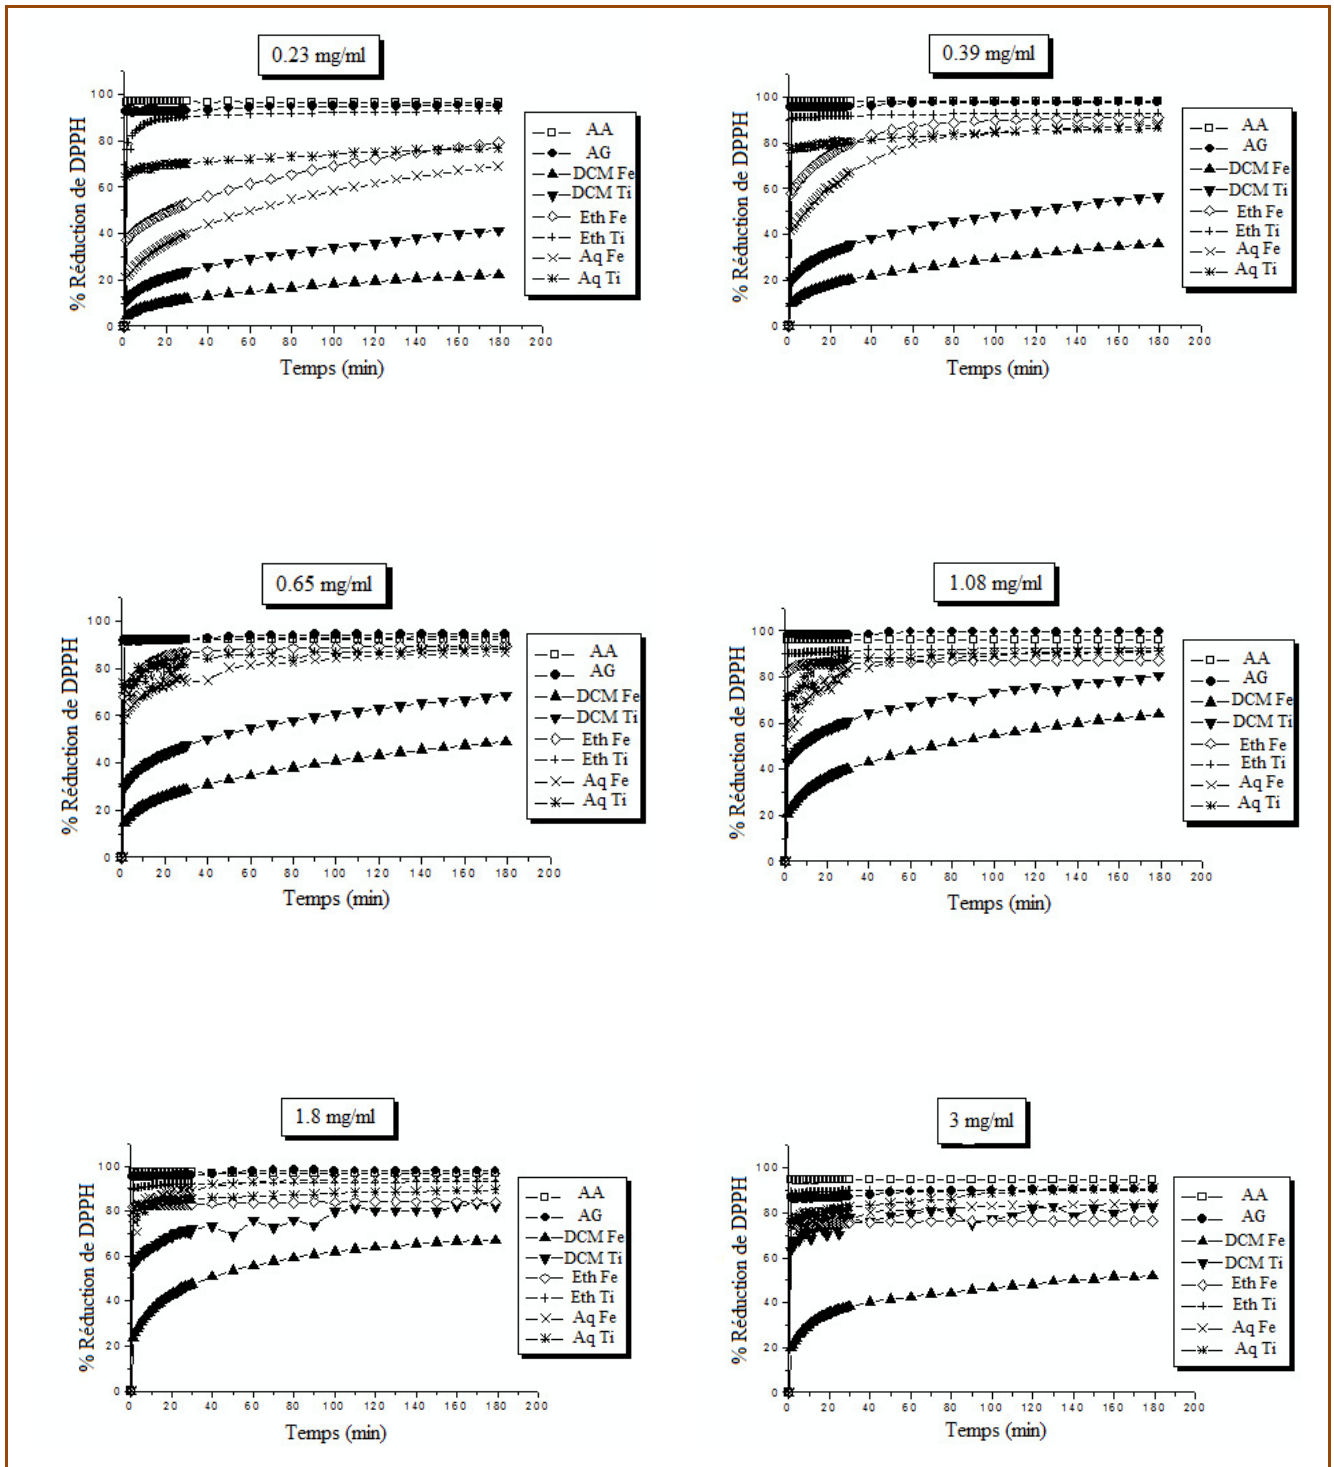 0.23 mg/ml
% Réduction de DPPH
100
80
60
40
20
0
0 20 40 60 80 100 120 140 160 180 200
Temps (min)
AA
AG
DCM Fe
DCM Ti
Eth Fe
Eth Ti
Aq Fe
Aq Ti
0.39 mg/ml
% Réduction de DPPH
100
80
60
40
20
0
0 20 40 60 80 100 120 140 160 180 200
Temps (min)
AA
AG
DCM Fe
DCM Ti
Eth Fe
Eth Ti
Aq Fe
Aq Ti
0.65 mg/ml
% Réduction de DPPH
100
80
60
40
20
0
0 20 40 60 80 100 120 140 160 180 200
Temps (min)
AA
AG
DCM Fe
DCM Ti
Eth Fe
Eth Ti
Aq Fe
Aq Ti
1.08 mg/ml
% Réduction de DPPH
100
80
60
40
20
0
0 20 40 60 80 100 120 140 160 180 200
Temps (min)
AA
AG
DCM Fe
DCM Ti
Eth Fe
Eth Ti
Aq Fe
Aq Ti
1.8 mg/ml
% Réduction de DPPH
100
80
60
40
20
0
0 20 40 60 80 100 120 140 160 180 200
Temps (min)
AA
AG
DCM Fe
DCM Ti
Eth Fe
Eth Ti
Aq Fe
Aq Ti
3 mg/ml
% Réduction de DPPH
100
80
60
40
20
0
0 20 40 60 80 100 120 140 160 180 200
Temps (min)
AA
AG
DCM Fe
DCM Ti
Eth Fe
Eth Ti
Aq Fe
Aq Ti